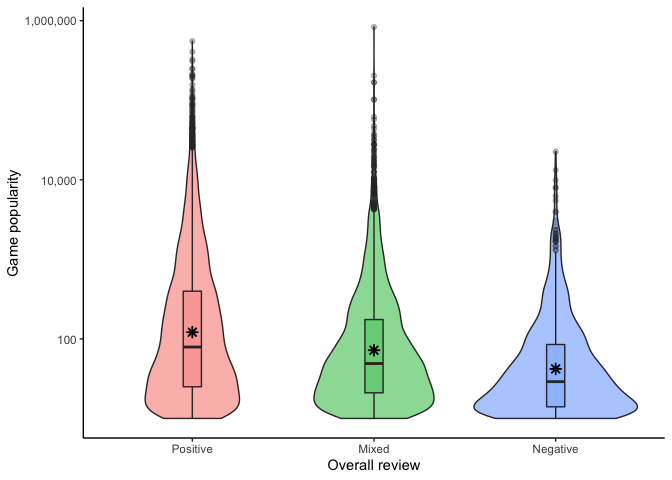 1,000,000
10,000
100
Game popularity
Positive Mixed Negative
Overall review